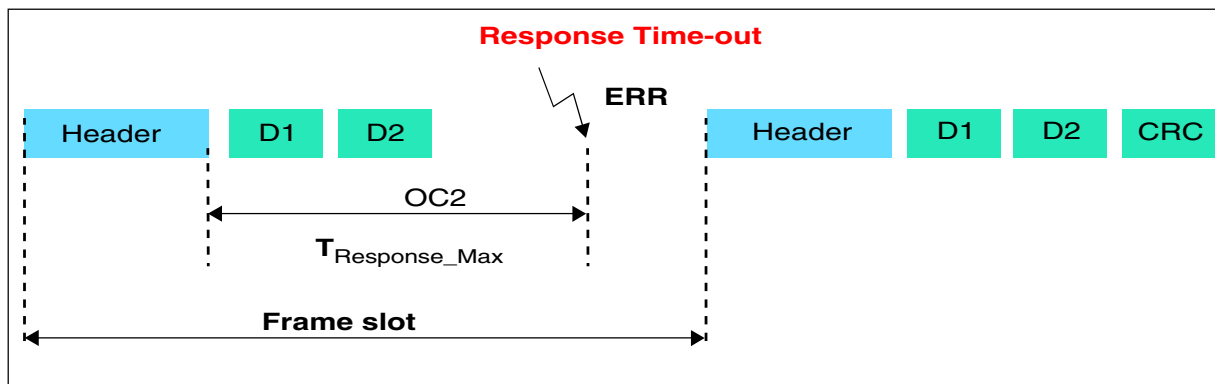 Response Time-out
ERR
Header D1 D2 Header D1 D2 CRC
OC2
TResponse_Max
Frame slot